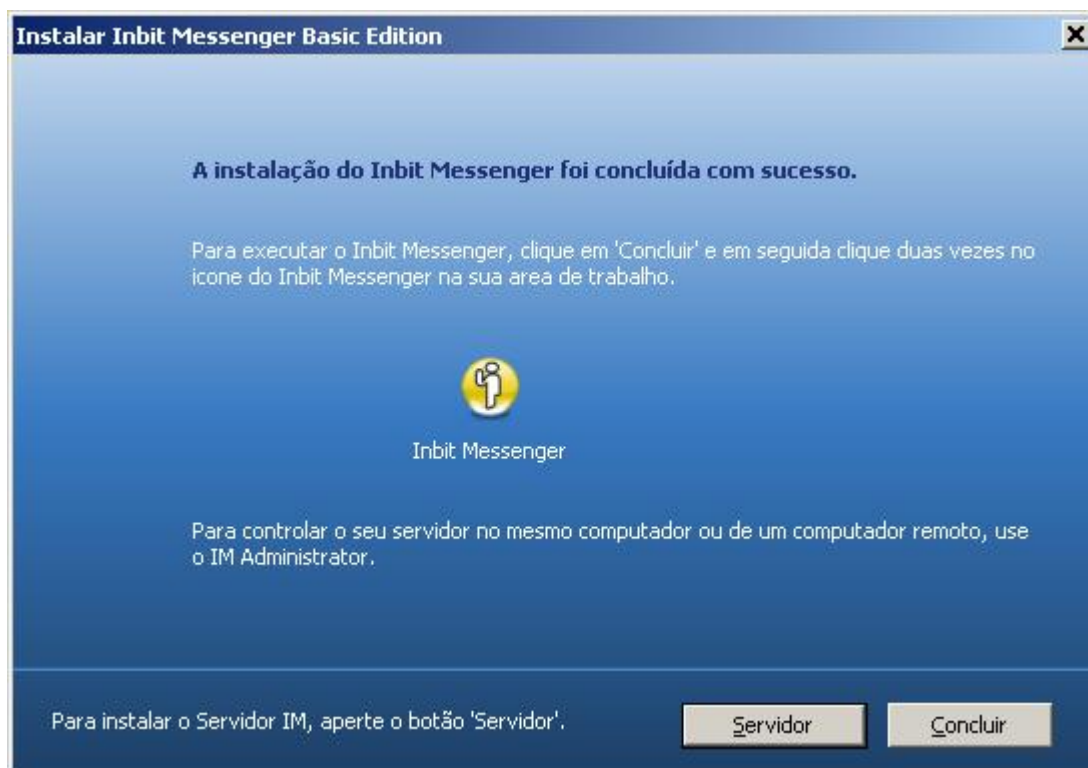 Instalar Inbit Messenger Basic Edition
A instalação do Inbit Messenger foi concluída com sucesso.
Para executar o Inbit Messenger, clique em 'Concluir' e em seguida clique duas vezes no
icone do Inbit Messenger na sua area de trabalho.
Inbit Messenger
Para controlar o seu servidor no mesmo computador ou de um computador remoto, use
o IM Administrator.
Para instalar o Servidor IM, aperte o botão 'Servidor'.
Servidor
Concluir